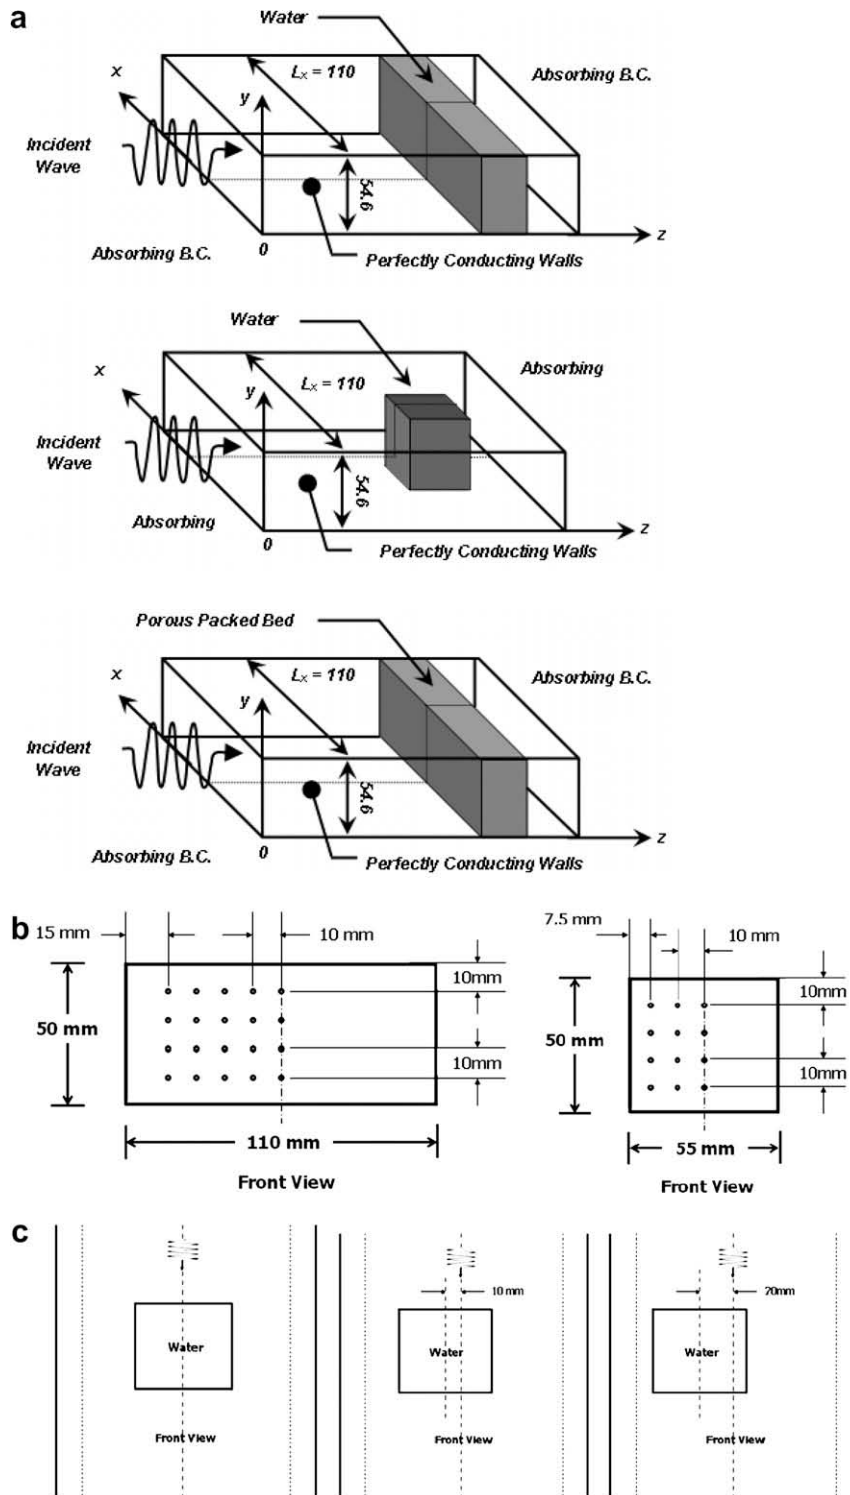 a
Water
Absorbing B.C.
x
Lx = 110
y
Incident
Wave
54.6
Absorbing B.C.
0
z
Perfectly Conducting Walls
Water
Absorbing
x
Lx = 110
y
Incident
Wave
54.6
Absorbing
0
z
Perfectly Conducting Walls
Porous Packed Bed
Absorbing B.C.
x
Lx = 110
y
Incident
Wave
54.6
Absorbing B.C.
0
z
Perfectly Conducting Walls
b
15 mm
10 mm
10mm
50 mm
10mm
110 mm
Front View
7.5 mm
10 mm
10mm
50 mm
10mm
55 mm
Front View
c
Water
Front View
10 mm
Water
Front View
20mm
Water
Front View